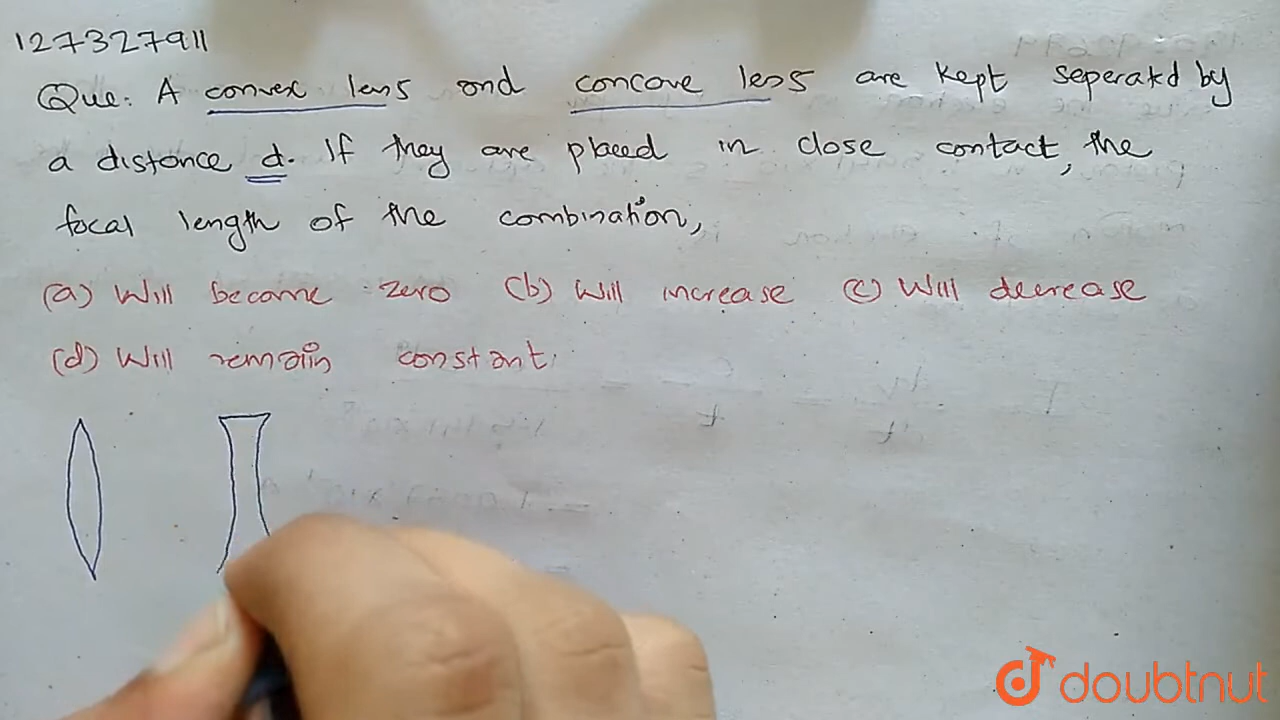 127327911
Que: A convex lens and concave lens are kept seperated by
a distance d. If they are placed in close contact, the
focal length of the combination,
(a) Will become zero (b) Will increase (c) Will decrease
(d) Will remain constant.
doubtnut